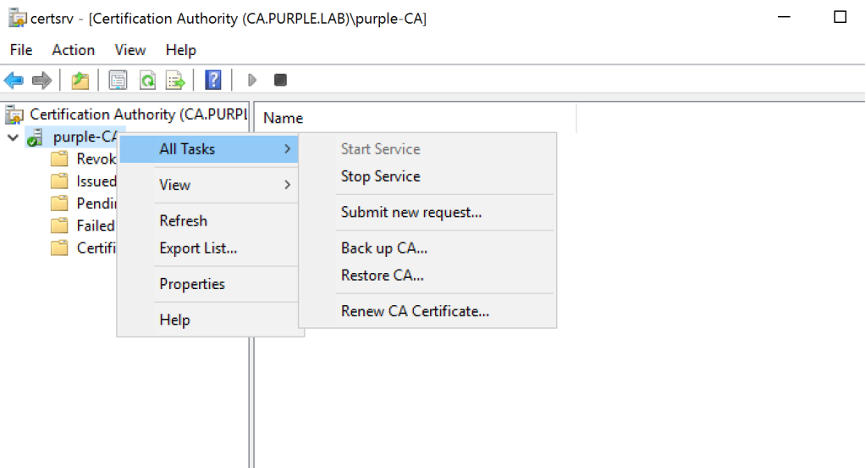 certsrv - [Certification Authority (CA.PURPLE.LAB)\purple-CA]
File Action View Help
Certification Authority (CA.PURPL
Name
purple-CA
Revok
Issued
Pendin
Failed
Certifi
All Tasks
View
Refresh
Export List...
Properties
Help
Start Service
Stop Service
Submit new request...
Back up CA...
Restore CA...
Renew CA Certificate...